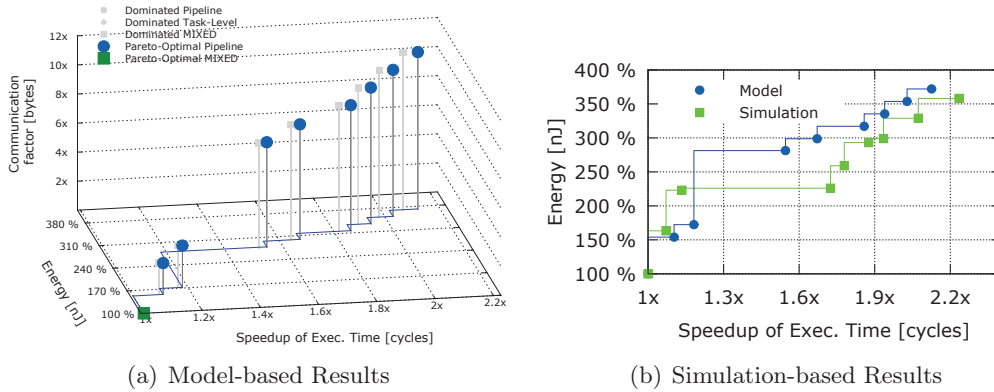 Dominated Pipeline
Dominated Task-Level
Dominated MIXED
Pareto-Optimal Pipeline
Pareto-Optimal MIXED
12x
10x
8x
6x
4x
2x
Communication
factor [bytes]
380 %
310 %
240 %
170 %
100 %
Energy [nJ]
1x
1.2x
1.4x
1.6x
1.8x
2x
2.2x
Speedup of Exec. Time [cycles]
(a) Model-based Results
400 %
350 %
300 %
250 %
200 %
150 %
100 %
Energy [nJ]
Model
Simulation
1x
1.3x
1.6x
1.9x
2.2x
Speedup of Exec. Time [cycles]
(b) Simulation-based Results